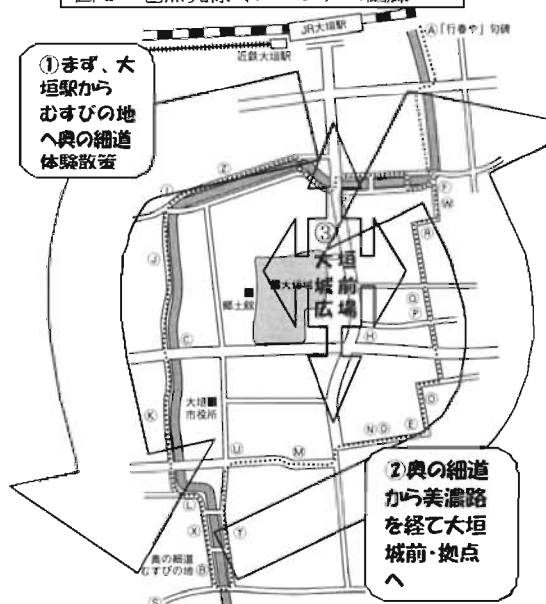 JR大垣駅
近鉄大垣駅
Ⓐ「行春や」句碑
①まず、大
垣駅から
むすびの地
へ奥の細道
体験散策
Z
I
F
W
J
R
③
大垣
城前
広場
大垣城
郷土館
Q
P
H
C
K
大垣
市役所
O
E
N D
U
M
L
X
T
②奥の細道
から美濃路
を経て大垣
城前・拠点
へ
奥の細道
むすびの地 Ⓑ
S